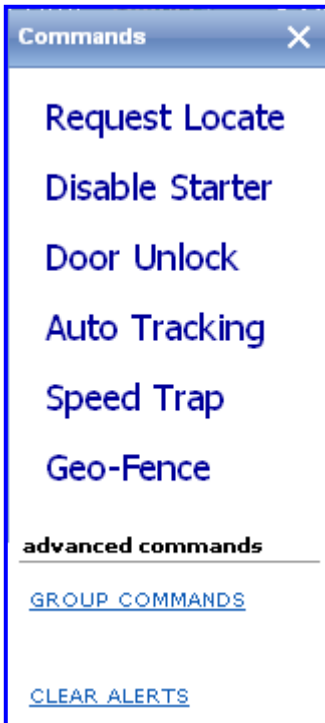 Commands
Request Locate
Disable Starter
Door Unlock
Auto Tracking
Speed Trap
Geo-Fence
advanced commands
GROUP COMMANDS
CLEAR ALERTS